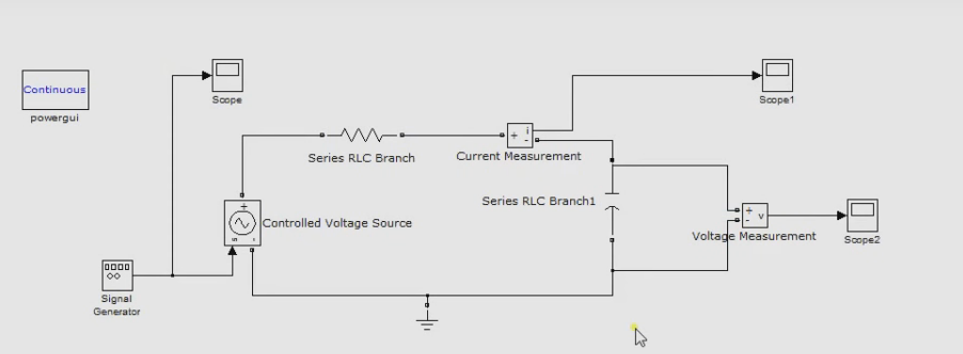 Continuous
powergui
Scope
Scope1
Series RLC Branch
+ i -
Current Measurement
Series RLC Branch1
+
s -
Controlled Voltage Source
+ - v
Voltage Measurement
Scope2
Signal
Generator